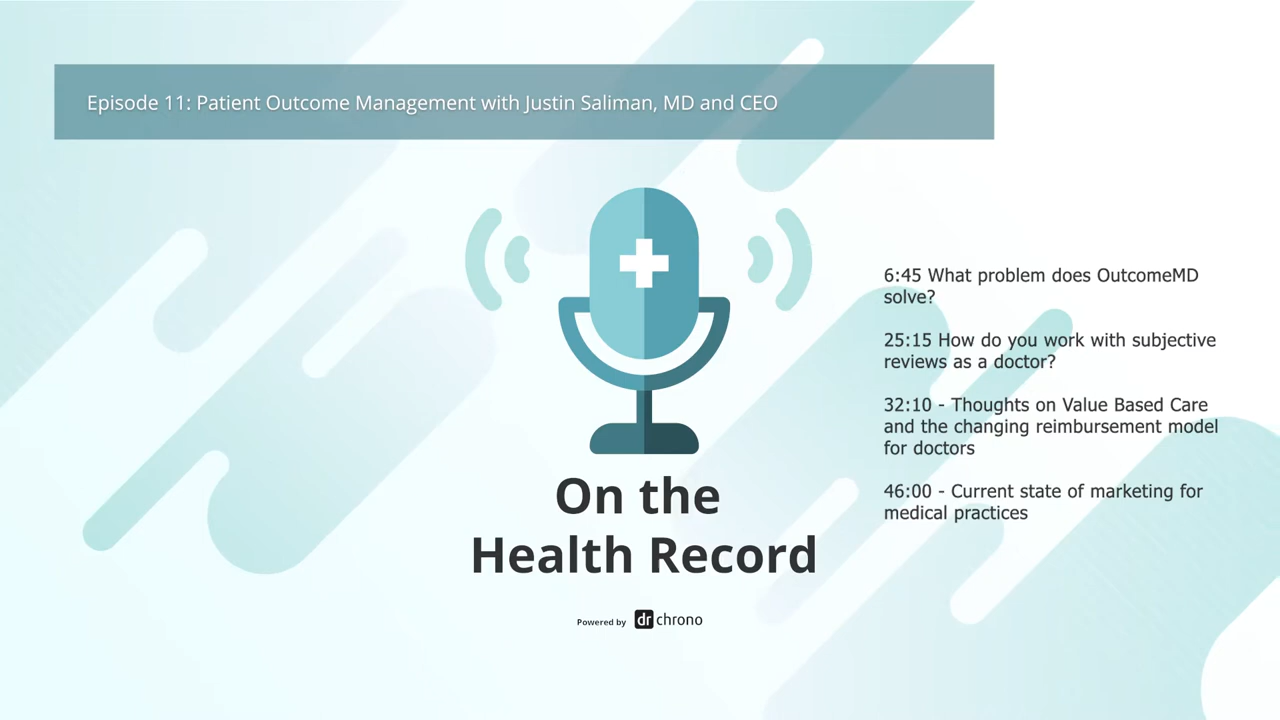 Episode 11: Patient Outcome Management with Justin Saliman, MD and CEO
6:45 What problem does OutcomeMD
solve?
25:15 How do you work with subjective
reviews as a doctor?
32:10 - Thoughts on Value Based Care
and the changing reimbursement model
for doctors
46:00 - Current state of marketing for
medical practices
On the
Health Record
Powered by dr chrono